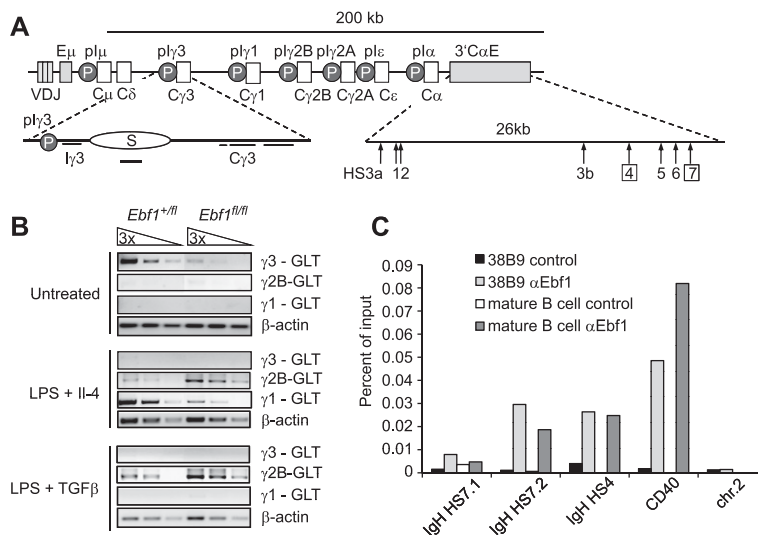 A
200 kb
Eμ pIμ pIγ3 pIγ1 pIγ2B pIγ2A pIε pIα 3'CαE
P P P P P P P
VDJ Cμ Cδ Cγ3 Cγ1 Cγ2B Cγ2A Cε Cα
pIγ3
P
S
Iγ3 Cγ3
26kb
HS3a 12 3b 4 5 6 7
B
Ebf1+/fl Ebf1fl/fl
3x 3x
Untreated
γ3 - GLT
γ2B-GLT
γ1 - GLT
β-actin
LPS + Il-4
γ3 - GLT
γ2B-GLT
γ1 - GLT
β-actin
LPS + TGFβ
γ3 - GLT
γ2B-GLT
γ1 - GLT
β-actin
C
38B9 control
38B9 αEbf1
mature B cell control
mature B cell αEbf1
Percent of input
0.09
0.08
0.07
0.06
0.05
0.04
0.03
0.02
0.01
0
IgH HS7.1
IgH HS7.2
IgH HS4
CD40
chr.2